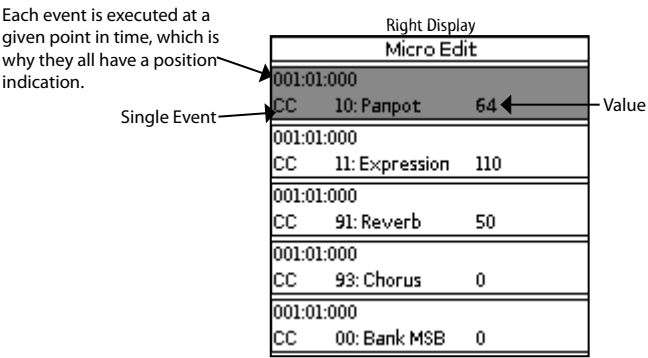 Each event is executed at a
given point in time, which is
why they all have a position
indication.
Single Event
Right Display
Micro Edit
001:01:000
CC 10: Panpot 64
Value
001:01:000
CC 11: Expression 110
001:01:000
CC 91: Reverb 50
001:01:000
CC 93: Chorus 0
001:01:000
CC 00: Bank MSB 0